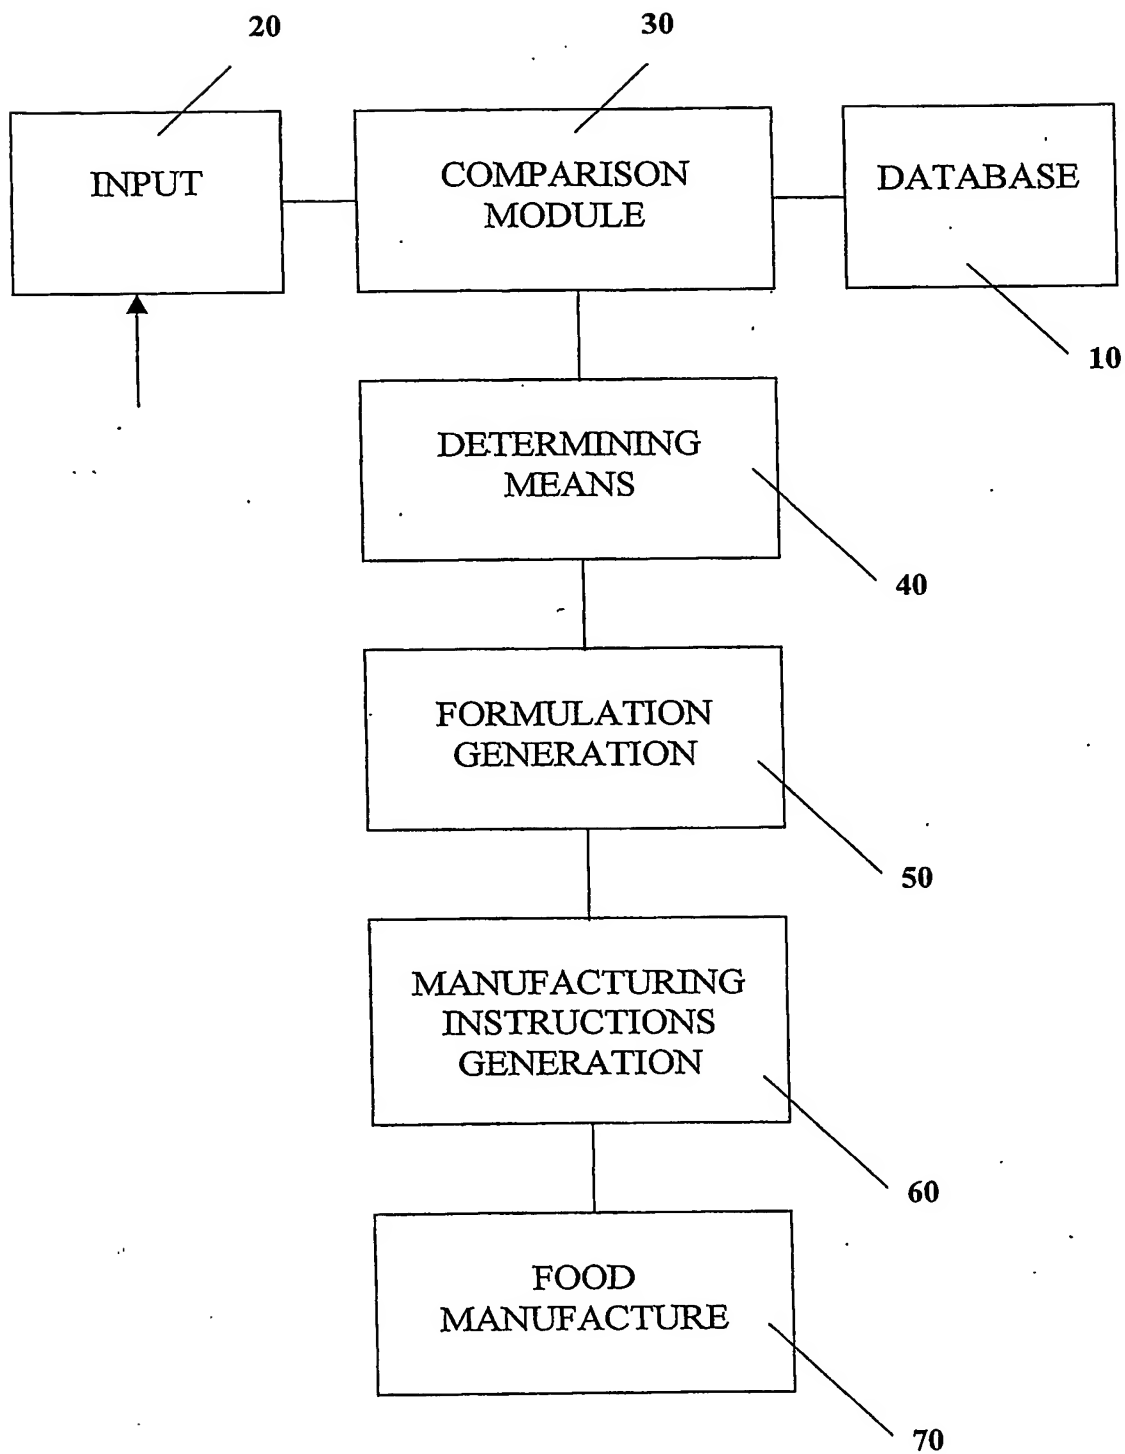 20
30
INPUT
COMPARISON
MODULE
DATABASE
10
DETERMINING
MEANS
40
FORMULATION
GENERATION
50
MANUFACTURING
INSTRUCTIONS
GENERATION
60
FOOD
MANUFACTURE
70